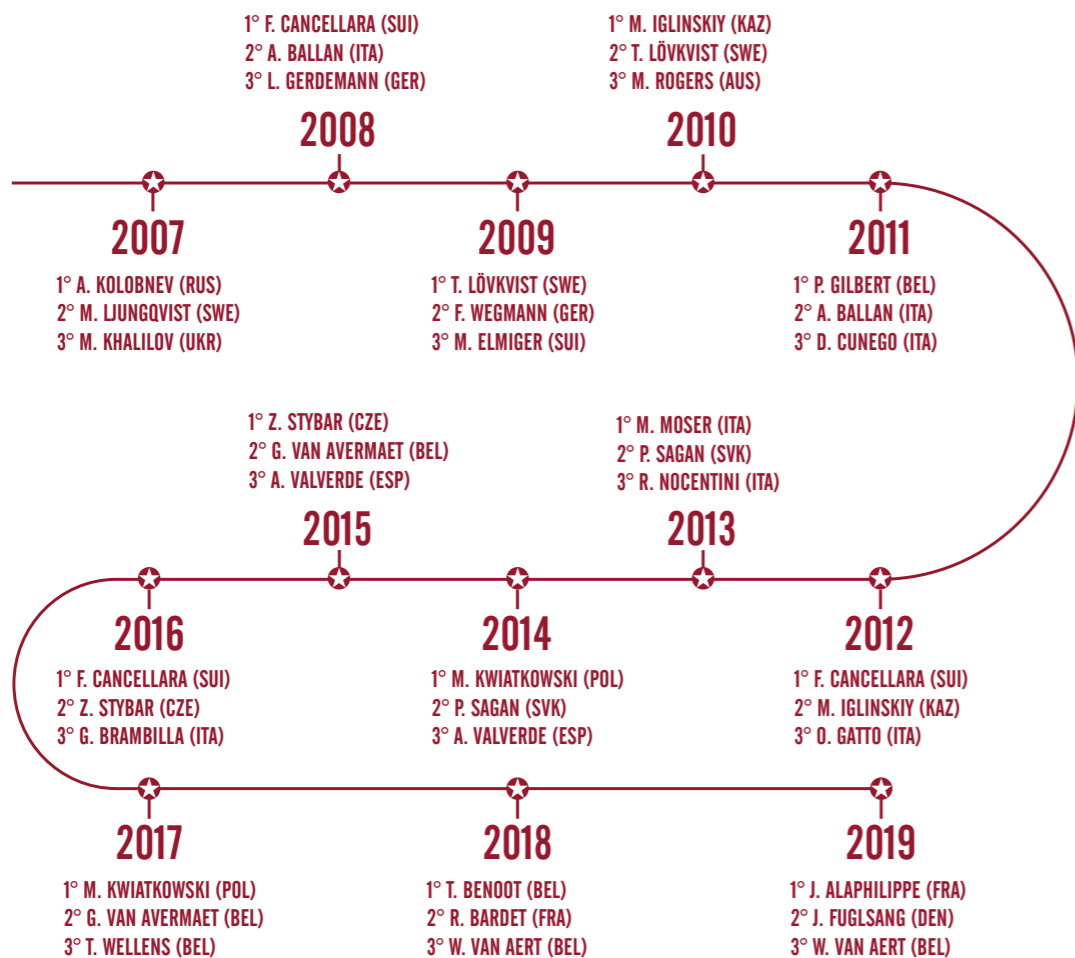 1° F. CANCELLARA (SUI)
2° A. BALLAN (ITA)
3° L. GERDEMANN (GER)
2008
1° M. IGLINSKIY (KAZ)
2° T. LÖVKVIST (SWE)
3° M. ROGERS (AUS)
2010
2007
1° A. KOLOBNEV (RUS)
2° M. LJUNGQVIST (SWE)
3° M. KHALILOV (UKR)
2009
1° T. LÖVKVIST (SWE)
2° F. WEGMANN (GER)
3° M. ELMIGER (SUI)
2011
1° P. GILBERT (BEL)
2° A. BALLAN (ITA)
3° D. CUNEGO (ITA)
1° Z. STYBAR (CZE)
2° G. VAN AVERMAET (BEL)
3° A. VALVERDE (ESP)
2015
1° M. MOSER (ITA)
2° P. SAGAN (SVK)
3° R. NOCENTINI (ITA)
2013
2016
1° F. CANCELLARA (SUI)
2° Z. STYBAR (CZE)
3° G. BRAMBILLA (ITA)
2014
1° M. KWIATKOWSKI (POL)
2° P. SAGAN (SVK)
3° A. VALVERDE (ESP)
2012
1° F. CANCELLARA (SUI)
2° M. IGLINSKIY (KAZ)
3° O. GATTO (ITA)
2017
1° M. KWIATKOWSKI (POL)
2° G. VAN AVERMAET (BEL)
3° T. WELLENS (BEL)
2018
1° T. BENOOT (BEL)
2° R. BARDET (FRA)
3° W. VAN AERT (BEL)
2019
1° J. ALAPHILIPPE (FRA)
2° J. FUGLSANG (DEN)
3° W. VAN AERT (BEL)